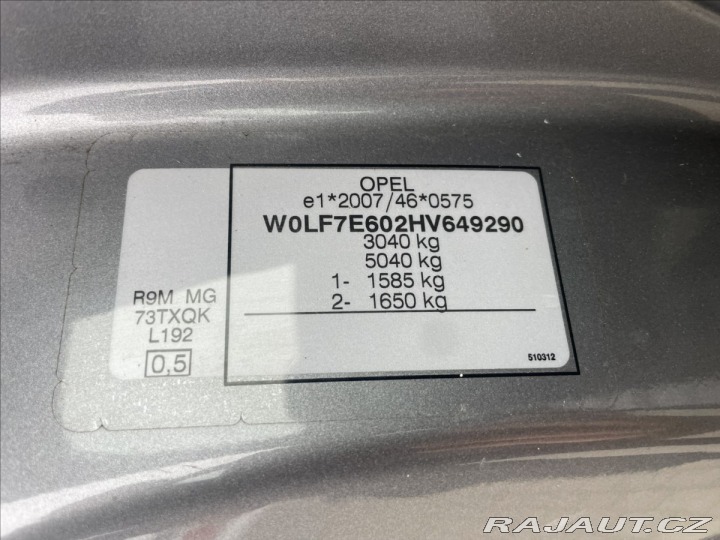 OPEL
e1*2007/46*0575
W0LF7E602HV649290
3040 kg
5040 kg
1- 1585 kg
2- 1650 kg
R9M MG
73TXQK
L192
0,5
510312
RAJAUT.CZ